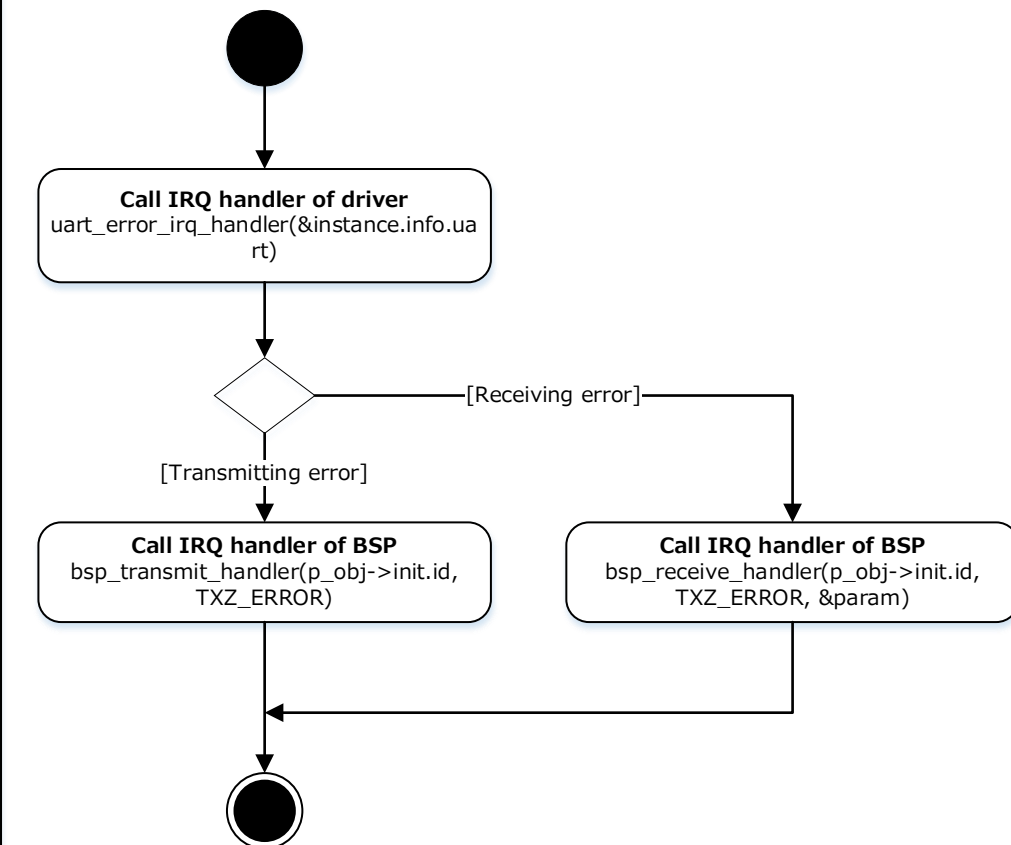 Call IRQ handler of driver
uart_error_irq_handler(&instance.info.ua
rt)
[Receiving error]
[Transmitting error]
Call IRQ handler of BSP
bsp_transmit_handler(p_obj->init.id,
TXZ_ERROR)
Call IRQ handler of BSP
bsp_receive_handler(p_obj->init.id,
TXZ_ERROR, &param)